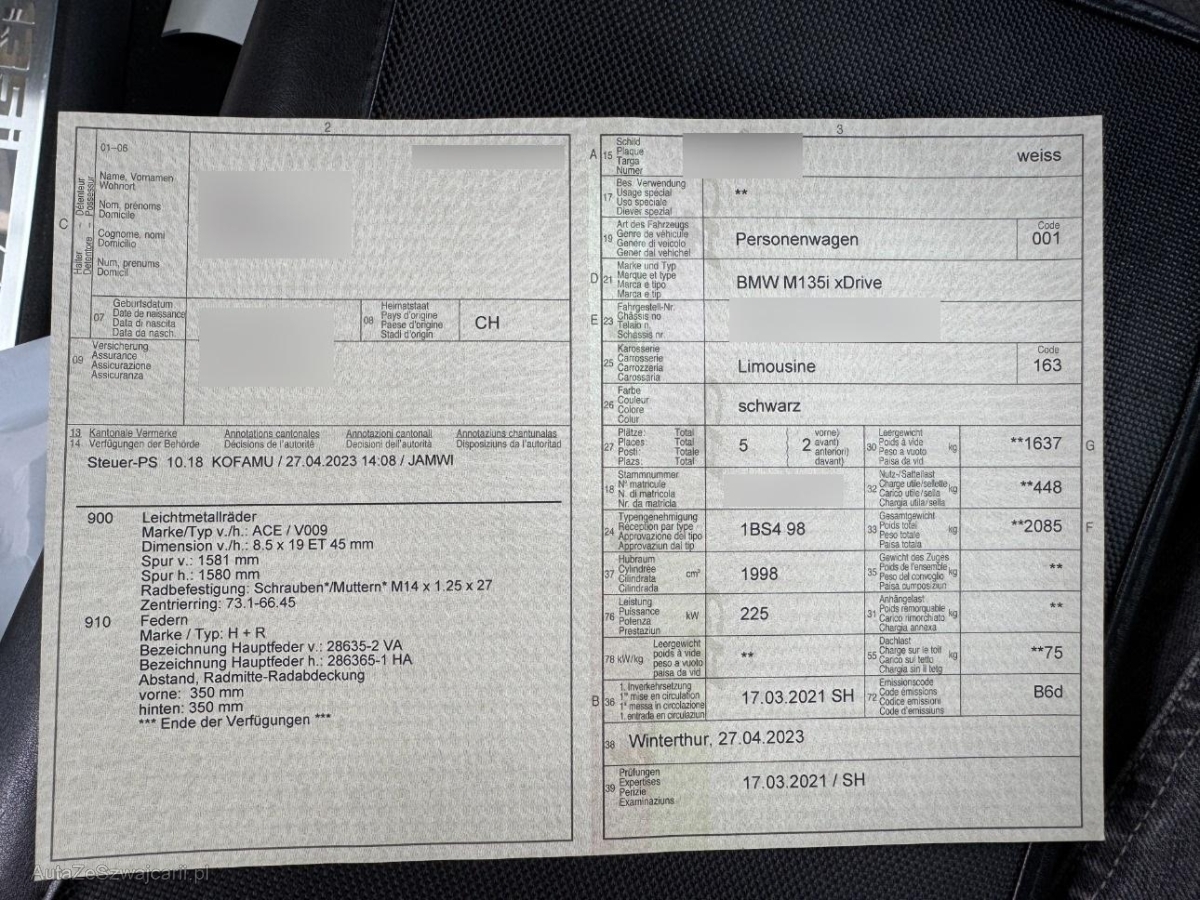 2
01–06
Name, Vornamen
Wohnort
Nom, prénoms
Domicile
Cognome, nomi
Domicilio
Num, prenums
Domicil
C
Halter – Détenteur
Detentore – Possessur
07
Geburtsdatum
Date de naissance
Data di nascita
Data da nasch.
08
Heimatstaat
Pays d'origine
Paese d'origine
Stadi d'origin
CH
09
Versicherung
Assurance
Assicurazione
Assicuranza
13 Kantonale Vermerke Annotations cantonales Annotazioni cantonali Annotaziuns chantunalas
14 Verfügungen der Behörde Décisions de l'autorité Decisioni dell'autorità Disposiziuns da l'autoritad
Steuer-PS 10.18 KOFAMU / 27.04.2023 14:08 / JAMWI
900 Leichtmetallräder
Marke/Typ v./h.: ACE / V009
Dimension v./h.: 8.5 x 19 ET 45 mm
Spur v.: 1581 mm
Spur h.: 1580 mm
Radbefestigung: Schrauben*/Muttern* M14 x 1.25 x 27
Zentrierring: 73.1-66.45
910 Federn
Marke / Typ: H + R
Bezeichnung Hauptfeder v.: 28635-2 VA
Bezeichnung Hauptfeder h.: 286365-1 HA
Abstand, Radmitte-Radabdeckung
vorne: 350 mm
hinten: 350 mm
*** Ende der Verfügungen ***
3
A 15
Schild
Plaque
Targa
Numer
weiss
17
Bes. Verwendung
Usage spécial
Uso speciale
Diever spezial
**
19
Art des Fahrzeugs
Genre de véhicule
Genere di veicolo
Gener dal vehichel
Personenwagen
Code
001
D 21
Marke und Typ
Marque et type
Marca e tipo
Marca e tip
BMW M135i xDrive
E 23
Fahrgestell-Nr.
Châssis no
Telaio n.
Schassis nr.
25
Karosserie
Carrosserie
Carrozzeria
Carossaria
Limousine
Code
163
26
Farbe
Couleur
Colore
Colur
schwarz
27
Plätze: Total
Places: Total
Posti: Totale
Plazs: Total
5
2
vorne)
avant)
anteriori)
davant)
30
Leergewicht
Poids à vide
Peso a vuoto
Paisa da vid
kg
**1637
G
18
Stammnummer
N° matricule
N. di matricola
Nr. da matricla
32
Nutz-/Sattellast
Charge utile/sellette
Carico utile/sella
Chargia utila/sella
kg
**448
24
Typengenehmigung
Réception par type
Approvazione del tipo
Approvaziun dal tip
1BS4 98
33
Gesamtgewicht
Poids total
Peso totale
Paisa totala
kg
**2085
F
37
Hubraum
Cylindrée
Cilindrata
Cilindrada
cm³
1998
35
Gewicht des Zuges
Poids de l'ensemble
Peso del convoglio
Paisa cumposiziun
kg
**
76
Leistung
Puissance
Potenza
Prestaziun
kW
225
31
Anhängelast
Poids remorquable
Carico rimorchiato
Chargia annexa
kg
**
78 kW/kg
Leergewicht
poids à vide
peso a vuoto
paisa da vid
**
55
Dachlast
Charge sur le toit
Carico sul tetto
Chargia sin il tetg
kg
**75
B 36
1. Inverkehrsetzung
1re mise en circulation
1a messa in circolazione
1. entrada en circulaziun
17.03.2021 SH
72
Emissionscode
Code émissions
Codice emissioni
Code d'emissiuns
B6d
38 Winterthur, 27.04.2023
39
Prüfungen
Expertises
Perizie
Examinaziuns
17.03.2021 / SH
AutaZeSzwajcarii.pl